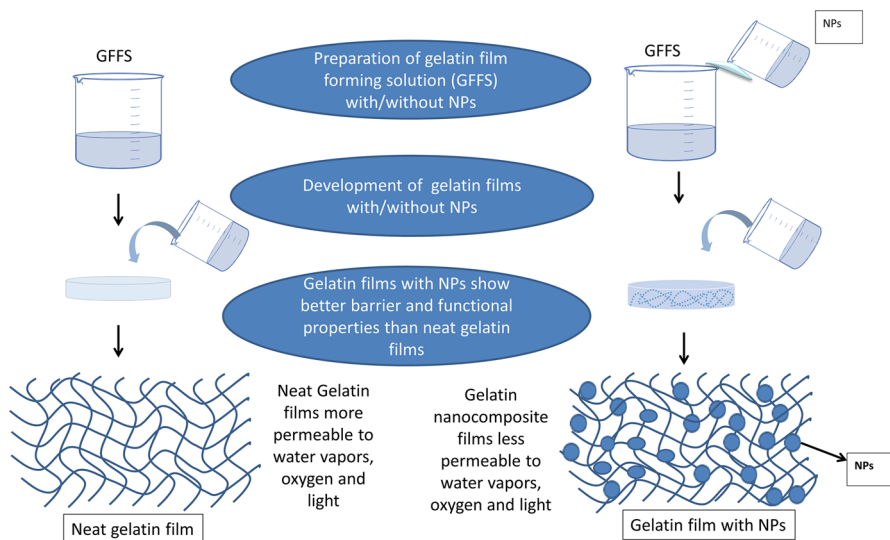 GFFS
Preparation of gelatin film
forming solution (GFFS)
with/without NPs
GFFS
NPs
Development of gelatin films
with/without NPs
Gelatin films with NPs show
better barrier and functional
properties than neat gelatin
films
Neat Gelatin
films more
permeable to
water vapors,
oxygen and
light
Gelatin
nanocomposite
films less
permeable to
water vapors,
oxygen and light
NPs
Neat gelatin film
Gelatin film with NPs